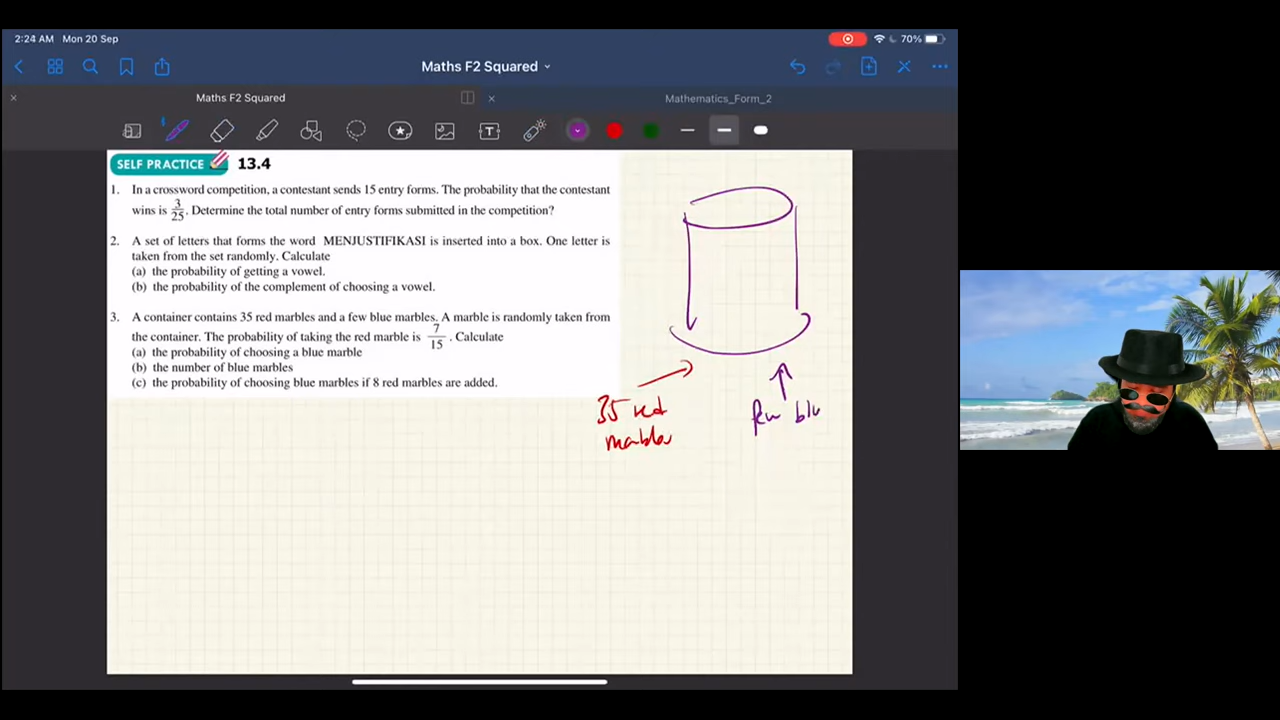 2:24 AM Mon 20 Sep
70%
Maths F2 Squared
Maths F2 Squared
Mathematics_Form_2
SELF PRACTICE 13.4
1. In a crossword competition, a contestant sends 15 entry forms. The probability that the contestant
wins is 3/25. Determine the total number of entry forms submitted in the competition?
2. A set of letters that forms the word MENJUSTIFIKASI is inserted into a box. One letter is
taken from the set randomly. Calculate
(a) the probability of getting a vowel.
(b) the probability of the complement of choosing a vowel.
3. A container contains 35 red marbles and a few blue marbles. A marble is randomly taken from
the container. The probability of taking the red marble is 7/15. Calculate
(a) the probability of choosing a blue marble
(b) the number of blue marbles
(c) the probability of choosing blue marbles if 8 red marbles are added.
35 red
few blu